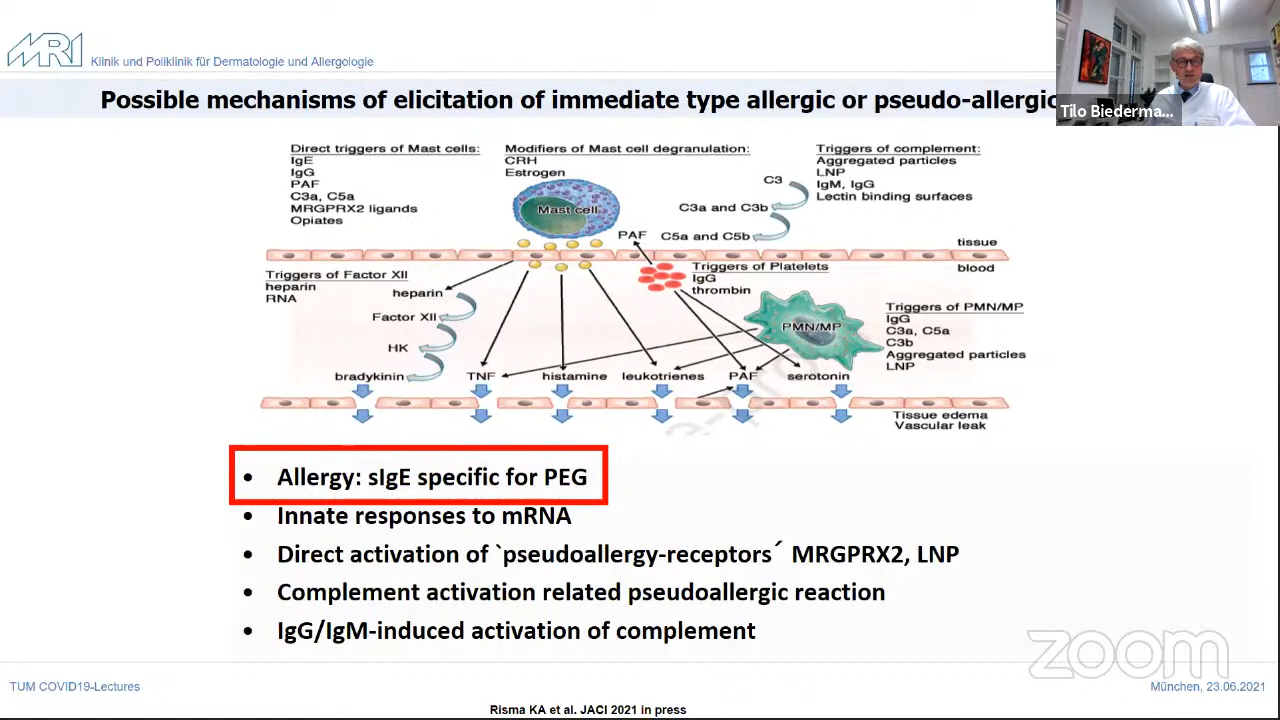 MRI
Klinik und Poliklinik für Dermatologie und Allergologie
Possible mechanisms of elicitation of immediate type allergic or pseudo-allergic
Tilo Biederma...
Direct triggers of Mast cells:
IgE
IgG
PAF
C3a, C5a
MRGPRX2 ligands
Opiates
Modifiers of Mast cell degranulation:
CRH
Estrogen
Mast cell
Triggers of complement:
Aggregated particles
LNP
IgM, IgG
Lectin binding surfaces
C3
C3a and C3b
C5a and C5b
PAF
tissue
blood
Triggers of Factor XII
heparin
RNA
heparin
Factor XII
HK
bradykinin
Triggers of Platelets
IgG
thrombin
PMN/MP
Triggers of PMN/MP
IgG
C3a, C5a
C3b
Aggregated particles
LNP
TNF
histamine
leukotrienes
PAF
serotonin
Tissue edema
Vascular leak
• Allergy: sIgE specific for PEG
• Innate responses to mRNA
• Direct activation of `pseudoallergy-receptors´ MRGPRX2, LNP
• Complement activation related pseudoallergic reaction
• IgG/IgM-induced activation of complement
zoom
TUM COVID19-Lectures
München, 23.06.2021
Risma KA et al. JACI 2021 in press